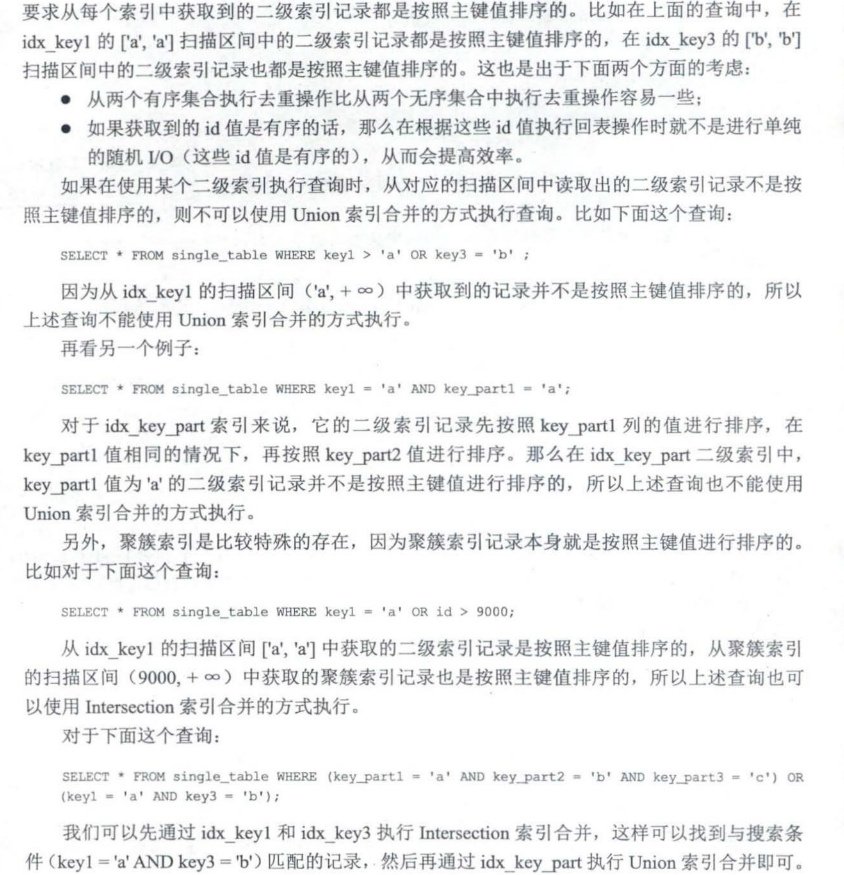 要求从每个索引中获取到的二级索引记录都是按照主键值排序的。比如在上面的查询中，在
idx_key1 的 ['a', 'a'] 扫描区间中的二级索引记录都是按照主键值排序的，在 idx_key3 的 ['b', 'b']
扫描区间中的二级索引记录也都是按照主键值排序的。这也是出于下面两个方面的考虑：
● 从两个有序集合执行去重操作比从两个无序集合中执行去重操作容易一些；
● 如果获取到的 id 值是有序的话，那么在根据这些 id 值执行回表操作时就不是进行单纯
的随机 I/O（这些 id 值是有序的），从而会提高效率。
如果在使用某个二级索引执行查询时，从对应的扫描区间中读取出的二级索引记录不是按
照主键值排序的，则不可以使用 Union 索引合并的方式执行查询。比如下面这个查询：
SELECT * FROM single_table WHERE key1 > 'a' OR key3 = 'b' ;
因为从 idx_key1 的扫描区间（'a', + ∞）中获取到的记录并不是按照主键值排序的，所以
上述查询不能使用 Union 索引合并的方式执行。
再看另一个例子：
SELECT * FROM single_table WHERE key1 = 'a' AND key_part1 = 'a';
对于 idx_key_part 索引来说，它的二级索引记录先按照 key_part1 列的值进行排序，在
key_part1 值相同的情况下，再按照 key_part2 值进行排序。那么在 idx_key_part 二级索引中，
key_part1 值为 'a' 的二级索引记录并不是按照主键值进行排序的，所以上述查询也不能使用
Union 索引合并的方式执行。
另外，聚簇索引是比较特殊的存在，因为聚簇索引记录本身就是按照主键值进行排序的。
比如对于下面这个查询：
SELECT * FROM single_table WHERE key1 = 'a' OR id > 9000;
从 idx_key1 的扫描区间 ['a', 'a'] 中获取的二级索引记录是按照主键值排序的，从聚簇索引
的扫描区间（9000, + ∞）中获取的聚簇索引记录也是按照主键值排序的，所以上述查询也可
以使用 Intersection 索引合并的方式执行。
对于下面这个查询：
SELECT * FROM single_table WHERE (key_part1 = 'a' AND key_part2 = 'b' AND key_part3 = 'c') OR
(key1 = 'a' AND key3 = 'b');
我们可以先通过 idx_key1 和 idx_key3 执行 Intersection 索引合并，这样可以找到与搜索条
件（key1 = 'a' AND key3 = 'b'）匹配的记录，然后再通过 idx_key_part 执行 Union 索引合并即可。